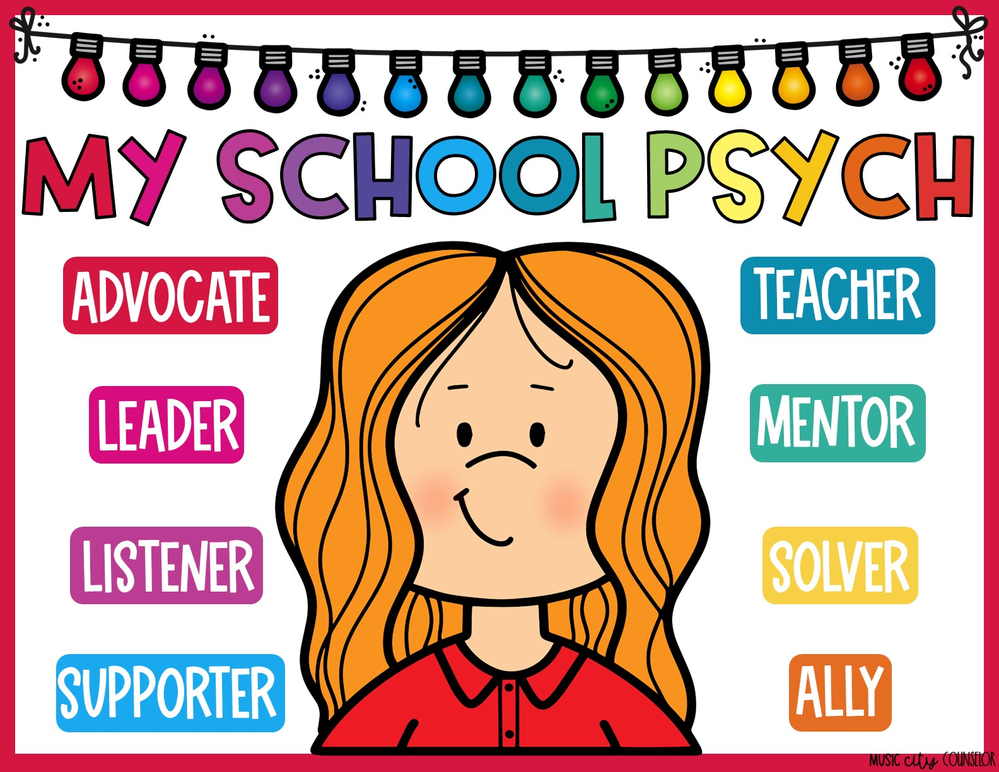 MY SCHOOL PSYCH
ADVOCATE
LEADER
LISTENER
SUPPORTER
TEACHER
MENTOR
SOLVER
ALLY
MUSIC city COUNSELOR